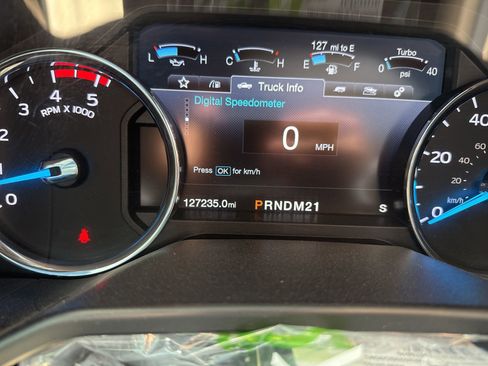 127 mi to E
Turbo
L H C H E F 0 40
psi
Truck Info
Digital Speedometer
0 MPH
Press OK for km/h
127235.0mi PRNDM21 S
4 5
RPM X 1000
3
2
1
0
40
20
20
0
0
km/h